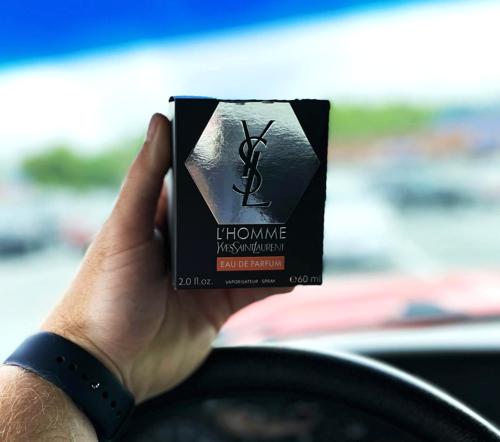 YSL
L'HOMME
YVESSAINTLAURENT
EAU DE PARFUM
2.0 fl.oz. VAPORISATEUR SPRAY ℮60 ml